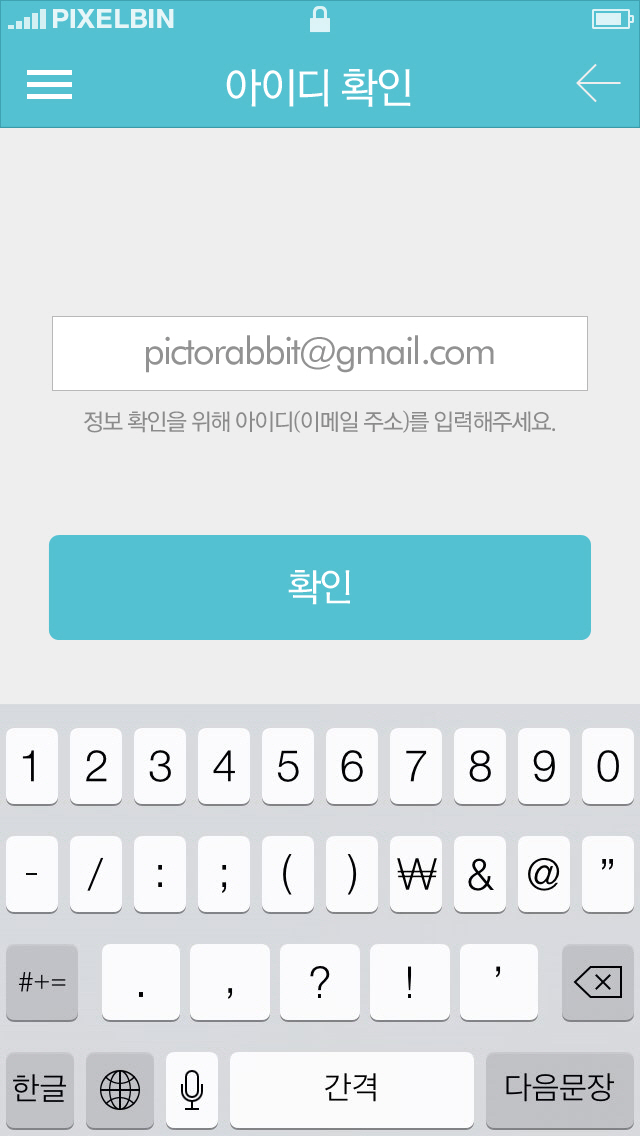 PIXELBIN
아이디 확인
pictorabbit@gmail.com
정보 확인을 위해 아이디(이메일 주소)를 입력해주세요.
확인
1 2 3 4 5 6 7 8 9 0
- / : ; ( ) ₩ & @ ”
#+= . , ? ! ’
한글 간격 다음문장